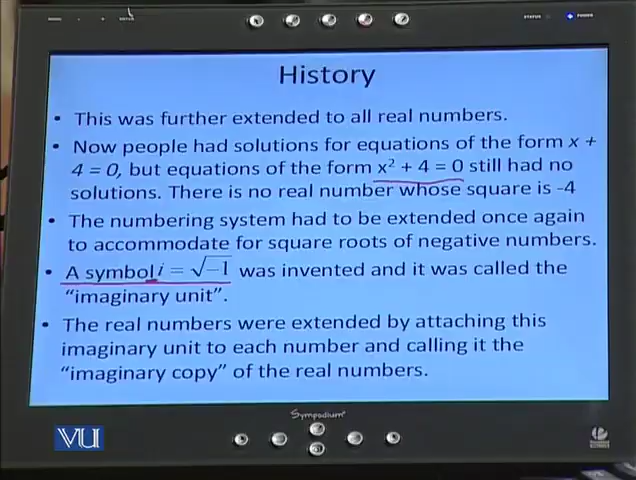 STATUS
POWER
History
• This was further extended to all real numbers.
• Now people had solutions for equations of the form x +
4 = 0, but equations of the form x² + 4 = 0 still had no
solutions. There is no real number whose square is -4
• The numbering system had to be extended once again
to accommodate for square roots of negative numbers.
• A symbol i = √-1 was invented and it was called the
“imaginary unit”.
• The real numbers were extended by attaching this
imaginary unit to each number and calling it the
“imaginary copy” of the real numbers.
Sympodium
VU